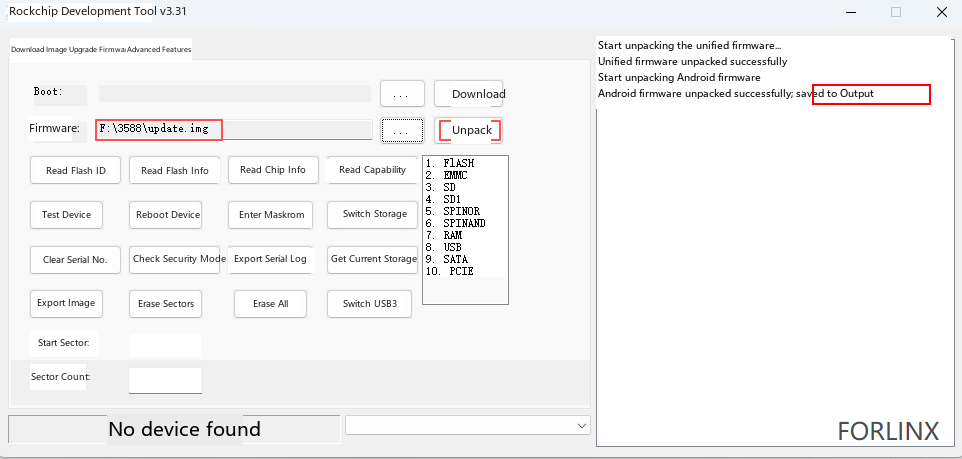 Rockchip Development Tool v3.31
Download Image Upgrade Firmwa Advanced Features
Boot:
...
Download
Firmware:
F:\3588\update.img
...
Unpack
Read Flash ID
Read Flash Info
Read Chip Info
Read Capability
Test Device
Reboot Device
Enter Maskrom
Switch Storage
Clear Serial No.
Check Security Mode
Export Serial Log
Get Current Storage
Export Image
Erase Sectors
Erase All
Switch USB3
1. FlASH
2. EMMC
3. SD
4. SD1
5. SPINOR
6. SPINAND
7. RAM
8. USB
9. SATA
10. PCIE
Start Sector:
Sector Count:
No device found
Start unpacking the unified firmware...
Unified firmware unpacked successfully
Start unpacking Android firmware
Android firmware unpacked successfully; saved to Output
FORLINX